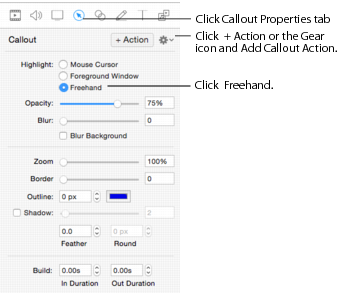 T
Click Callout Properties tab
Callout
+ Action
Click + Action or the Gear
icon and Add Callout Action.
Highlight: Mouse Cursor
Foreground Window
Freehand
Click Freehand.
Opacity: 75%
Blur: 0
Blur Background
Zoom 100%
Border 0
Outline: 0 px
Shadow: 2
0.0 0 px
Feather Round
Build: 0.00s 0.00s
In Duration Out Duration